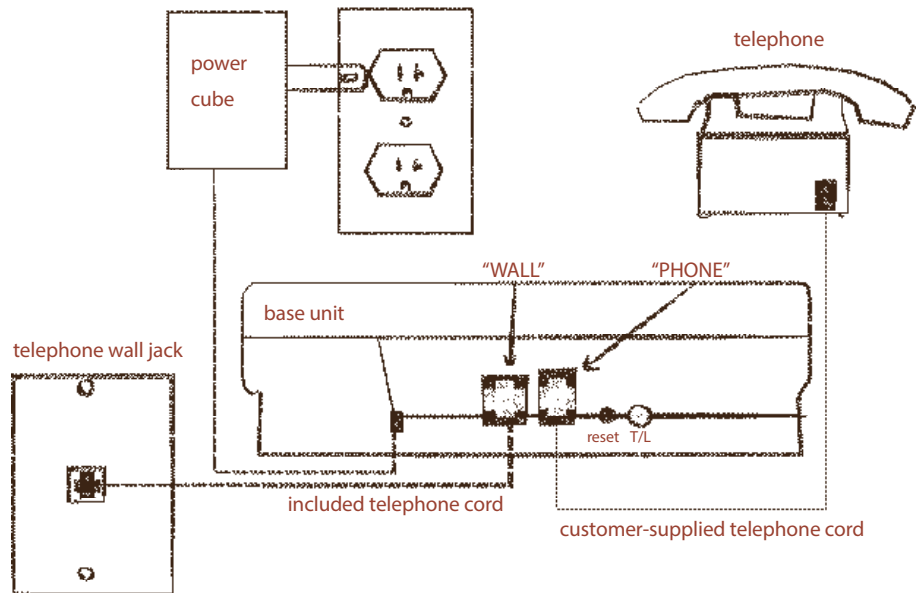 telephone
power
cube
“WALL”
“PHONE”
base unit
telephone wall jack
reset
T/L
included telephone cord
customer-supplied telephone cord